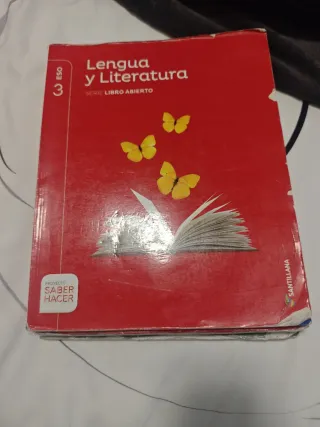 3 ESO
Lengua
y Literatura
SERIE LIBRO ABIERTO
PROYECTO
SABER
HACER
SANTILLANA